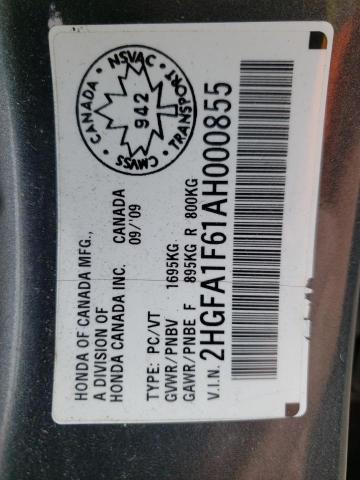 HONDA OF CANADA MFG.,
A DIVISION OF
HONDA CANADA INC. CANADA
09/'09
TYPE: PC/VT
GVWR/PNBV 1695KG
GAWR/PNBE F 895KG R 800KG
V.I.N. 2HGFA1F61AH000855
CANADA · NSVAC · TRANSPORT · CMVSS ·
942